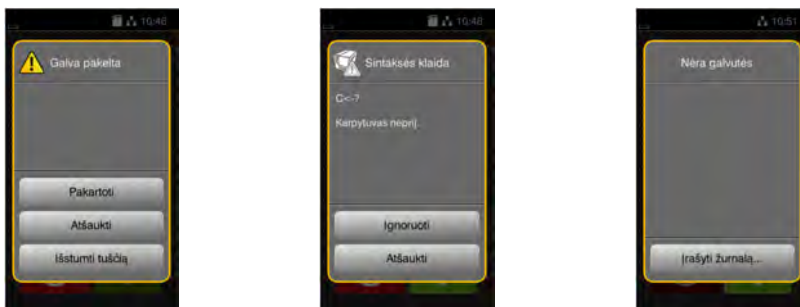 10:48
Galva pakelta
Pakartoti
Atšaukti
Išstumti tuščią
10:48
Sintaksės klaida
C<-?
Karpytuvas neprij.
Ignoruoti
Atšaukti
10:51
Nėra galvutės
Įrašyti žurnalą...